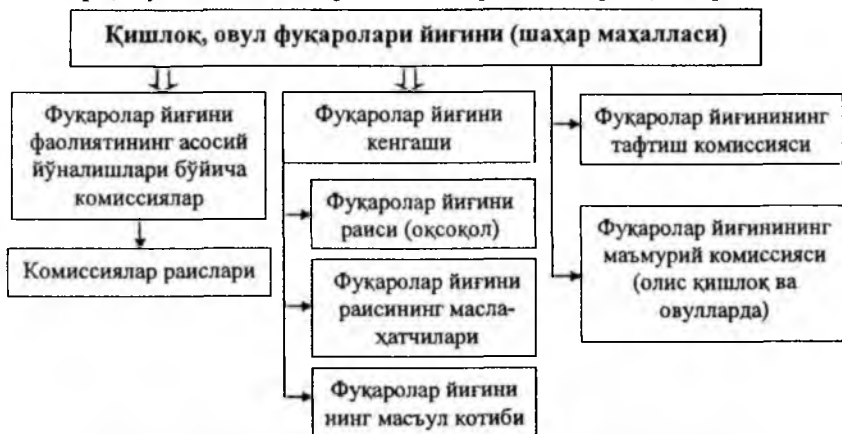 Қишлоқ, овул фуқаролари йиғини (шаҳар маҳалласи)
Фуқаролар йиғини
фаолиятининг асосий
йўналишлари бўйича
комиссиялар
Комиссиялар раислари
Фуқаролар йиғини
кенгаши
Фуқаролар йиғини
раиси (оқсоқол)
Фуқаролар йиғини
раисининг масла-
ҳатчилари
Фуқаролар йиғини
нинг масъул котиби
Фуқаролар йиғинининг
тафтиш комиссияси
Фуқаролар йиғинининг
маъмурий комиссияси
(олис қишлоқ ва
овулларда)